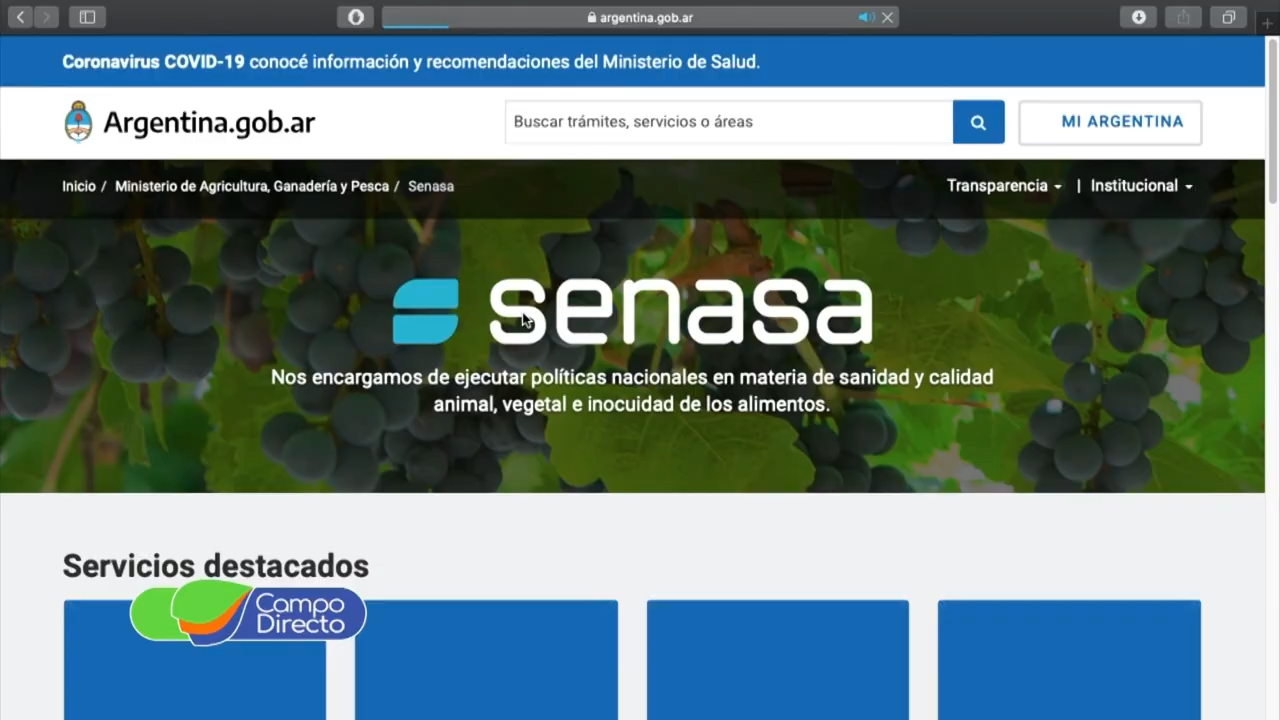 argentina.gob.ar
Coronavirus COVID-19 conocé información y recomendaciones del Ministerio de Salud.
Argentina.gob.ar
Buscar trámites, servicios o áreas
MI ARGENTINA
Inicio / Ministerio de Agricultura, Ganadería y Pesca / Senasa
Transparencia | Institucional
senasa
Nos encargamos de ejecutar políticas nacionales en materia de sanidad y calidad
animal, vegetal e inocuidad de los alimentos.
Servicios destacados
Campo
Directo